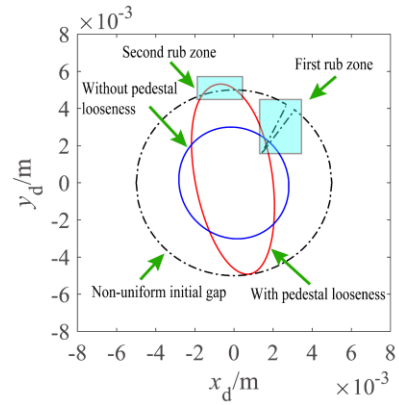 ×10⁻³
Second rub zone
First rub zone
Without pedestal
looseness
Non-uniform initial gap
With pedestal looseness
8
6
4
2
0
-2
-4
-6
-8
y_d/m
-8 -6 -4 -2 0 2 4 6 8
x_d/m
×10⁻³